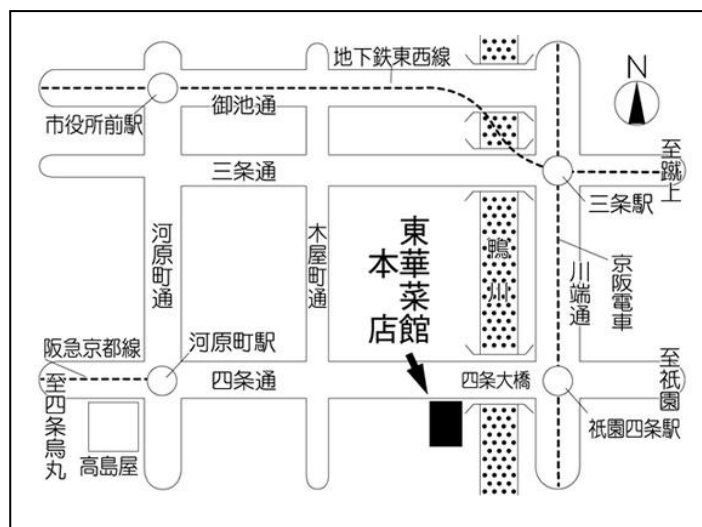 地下鉄東西線
N
御池通
市役所前駅
至蹴上
三条通
三条駅
河原町通
木屋町通
東華菜館
本店
鴨川
川端通
京阪電車
阪急京都線
河原町駅
四条通
四条大橋
至祇園
至四条烏丸
高島屋
祇園四条駅